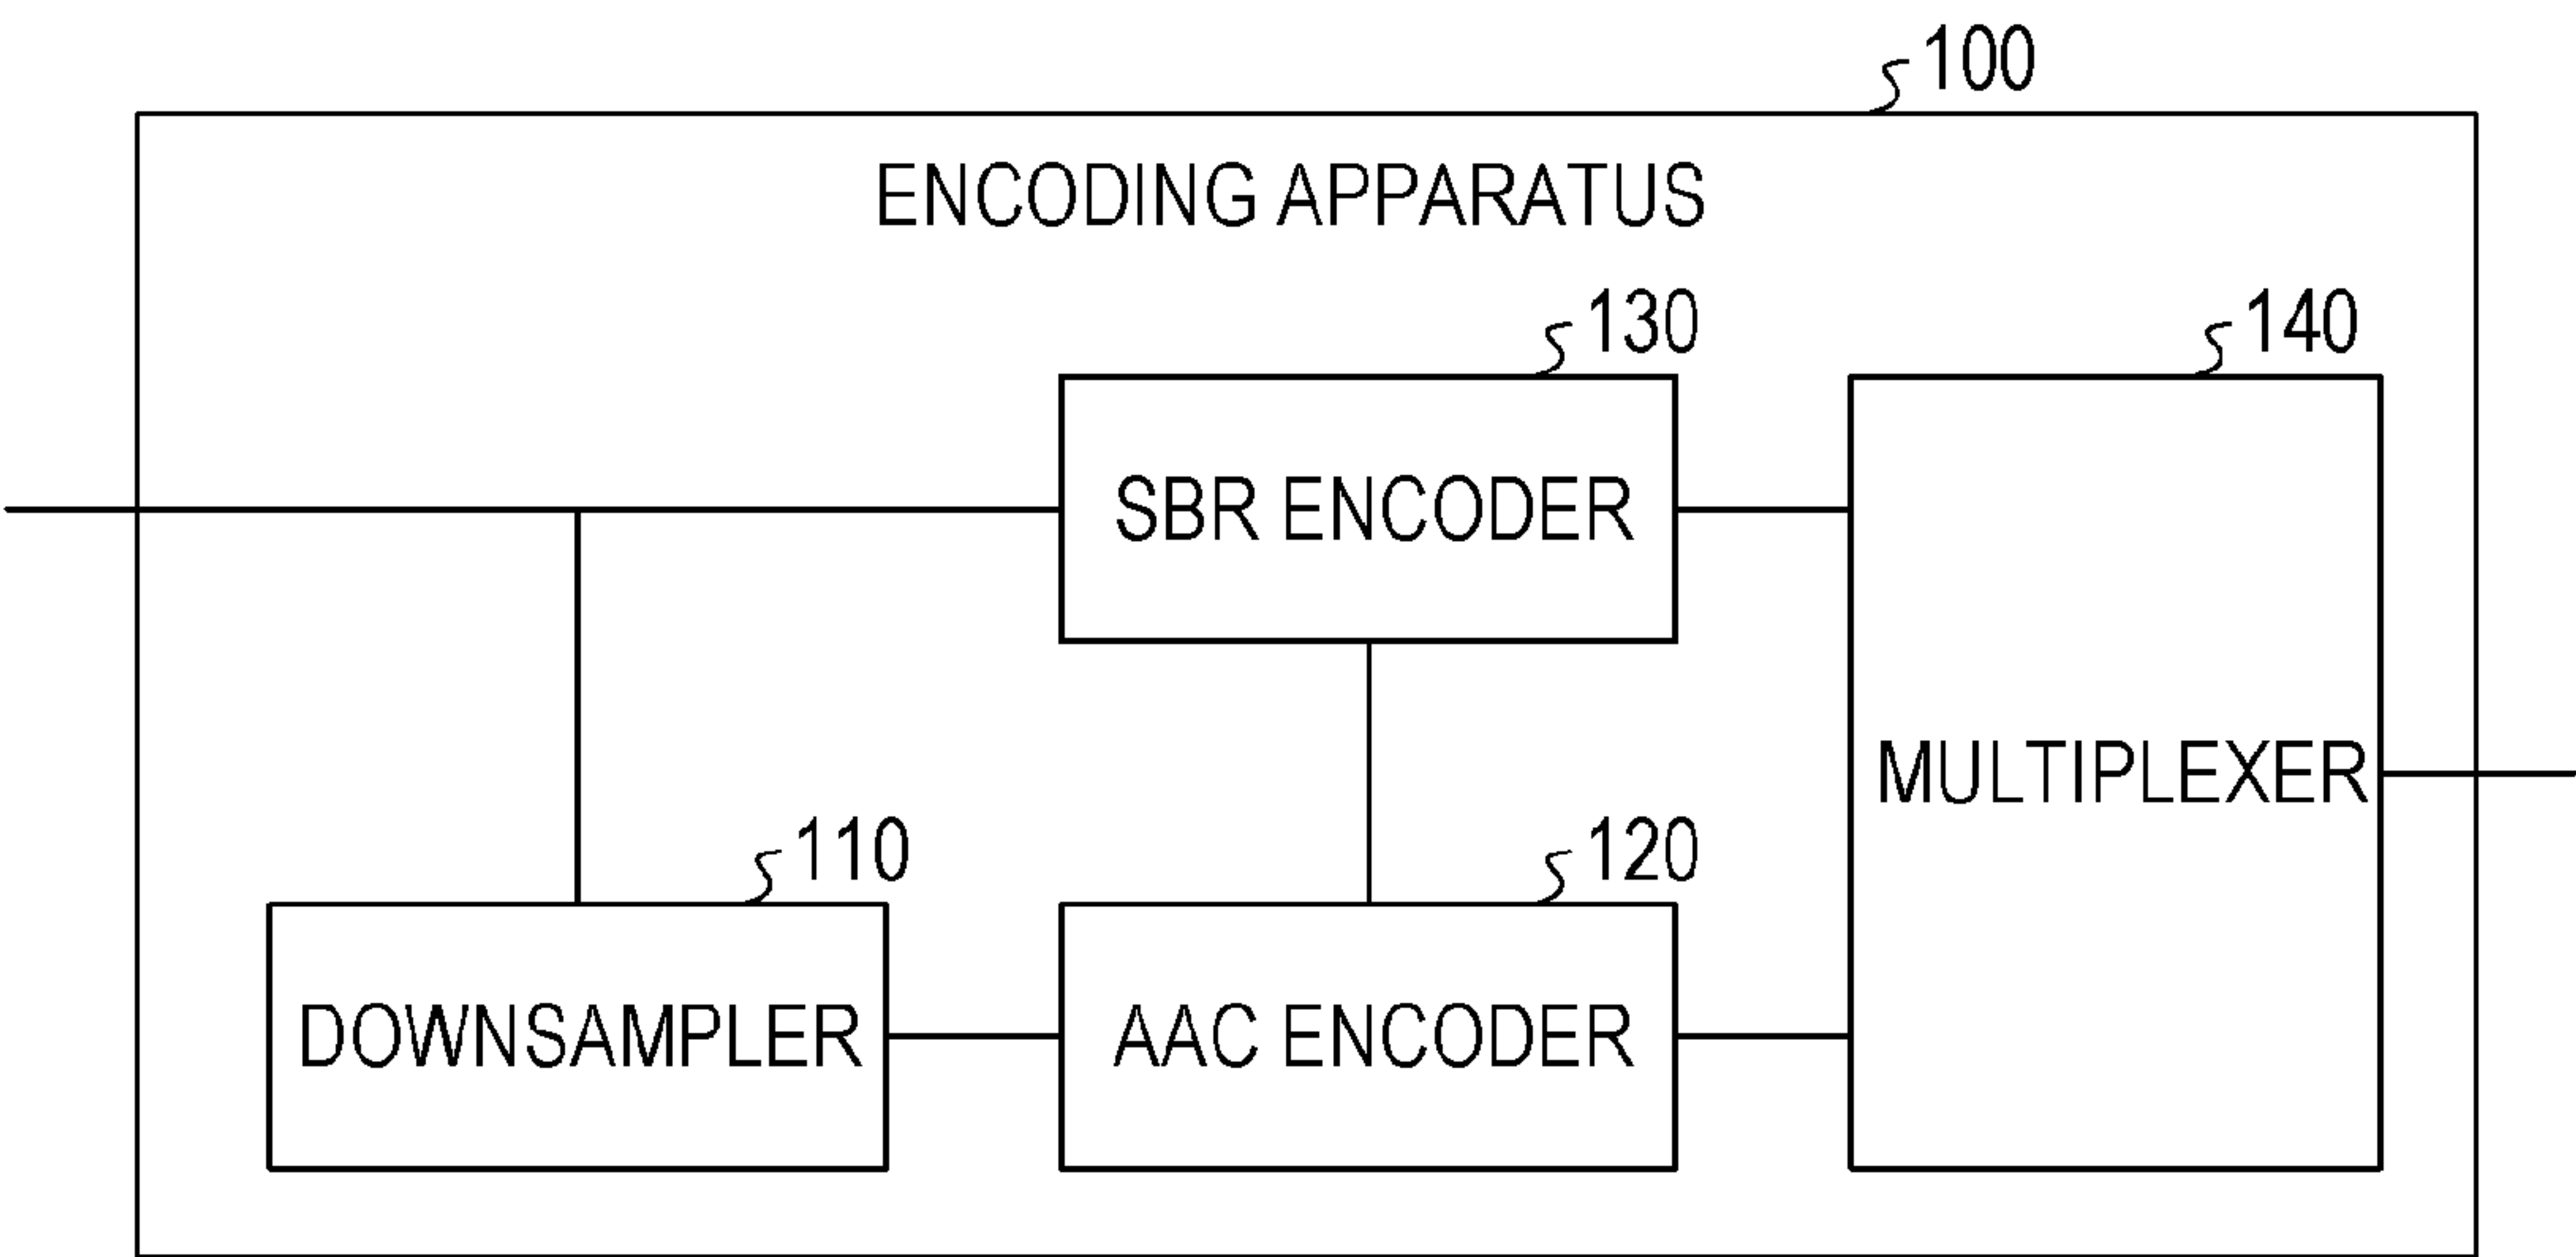 100
ENCODING APPARATUS
130
140
SBR ENCODER
MULTIPLEXER
110
120
DOWNSAMPLER
AAC ENCODER